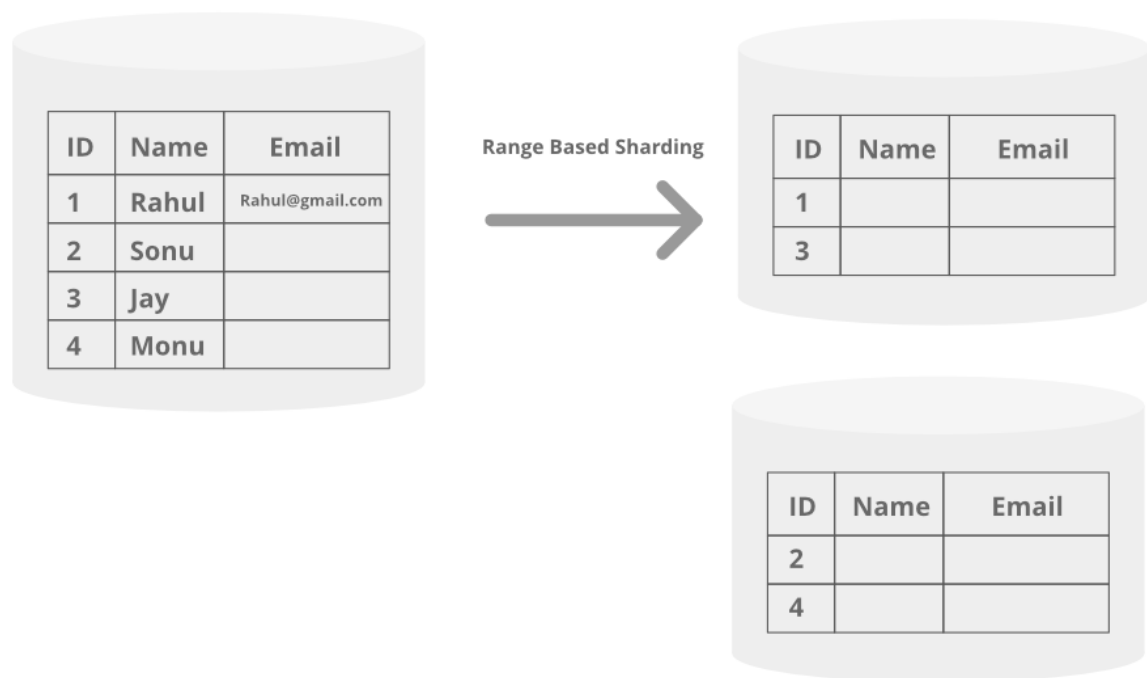 ID Name Email
1 Rahul Rahul@gmail.com
2 Sonu
3 Jay
4 Monu
Range Based Sharding
ID Name Email
1
3
ID Name Email
2
4